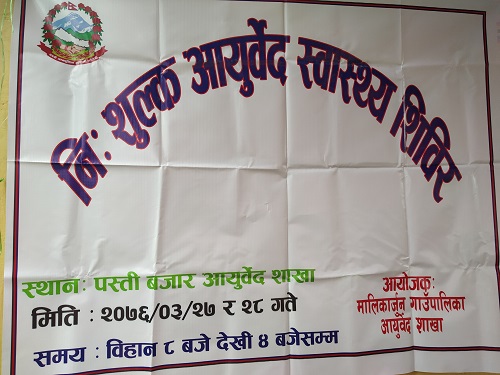 नि: शुल्क आयुर्वेद स्वास्थ्य शिविर
स्थान: पस्ती बजार आयुर्वेद शाखा
मिति : २०७६/०३/२७ र २८ गते
समय : विहान ८ बजे देखी ४ बजेसम्म
आयोजक:
मालिकार्जुन गाउँपालिका
आयुर्वेद शाखा